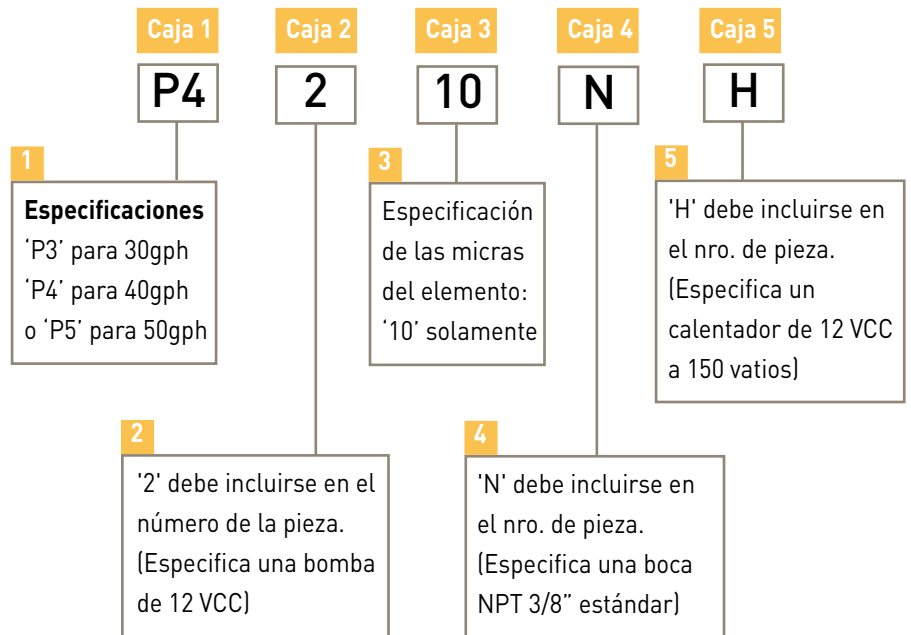 Caja 1 Caja 2 Caja 3 Caja 4 Caja 5
P4 2 10 N H
1
Especificaciones
‘P3’ para 30gph
‘P4’ para 40gph
o ‘P5’ para 50gph
3
Especificación
de las micras
del elemento:
‘10’ solamente
5
'H' debe incluirse en
el nro. de pieza.
(Especifica un
calentador de 12 VCC
a 150 vatios)
2
'2' debe incluirse en el
número de la pieza.
(Especifica una bomba
de 12 VCC)
4
'N' debe incluirse en
el nro. de pieza.
(Especifica una boca
NPT 3/8” estándar)